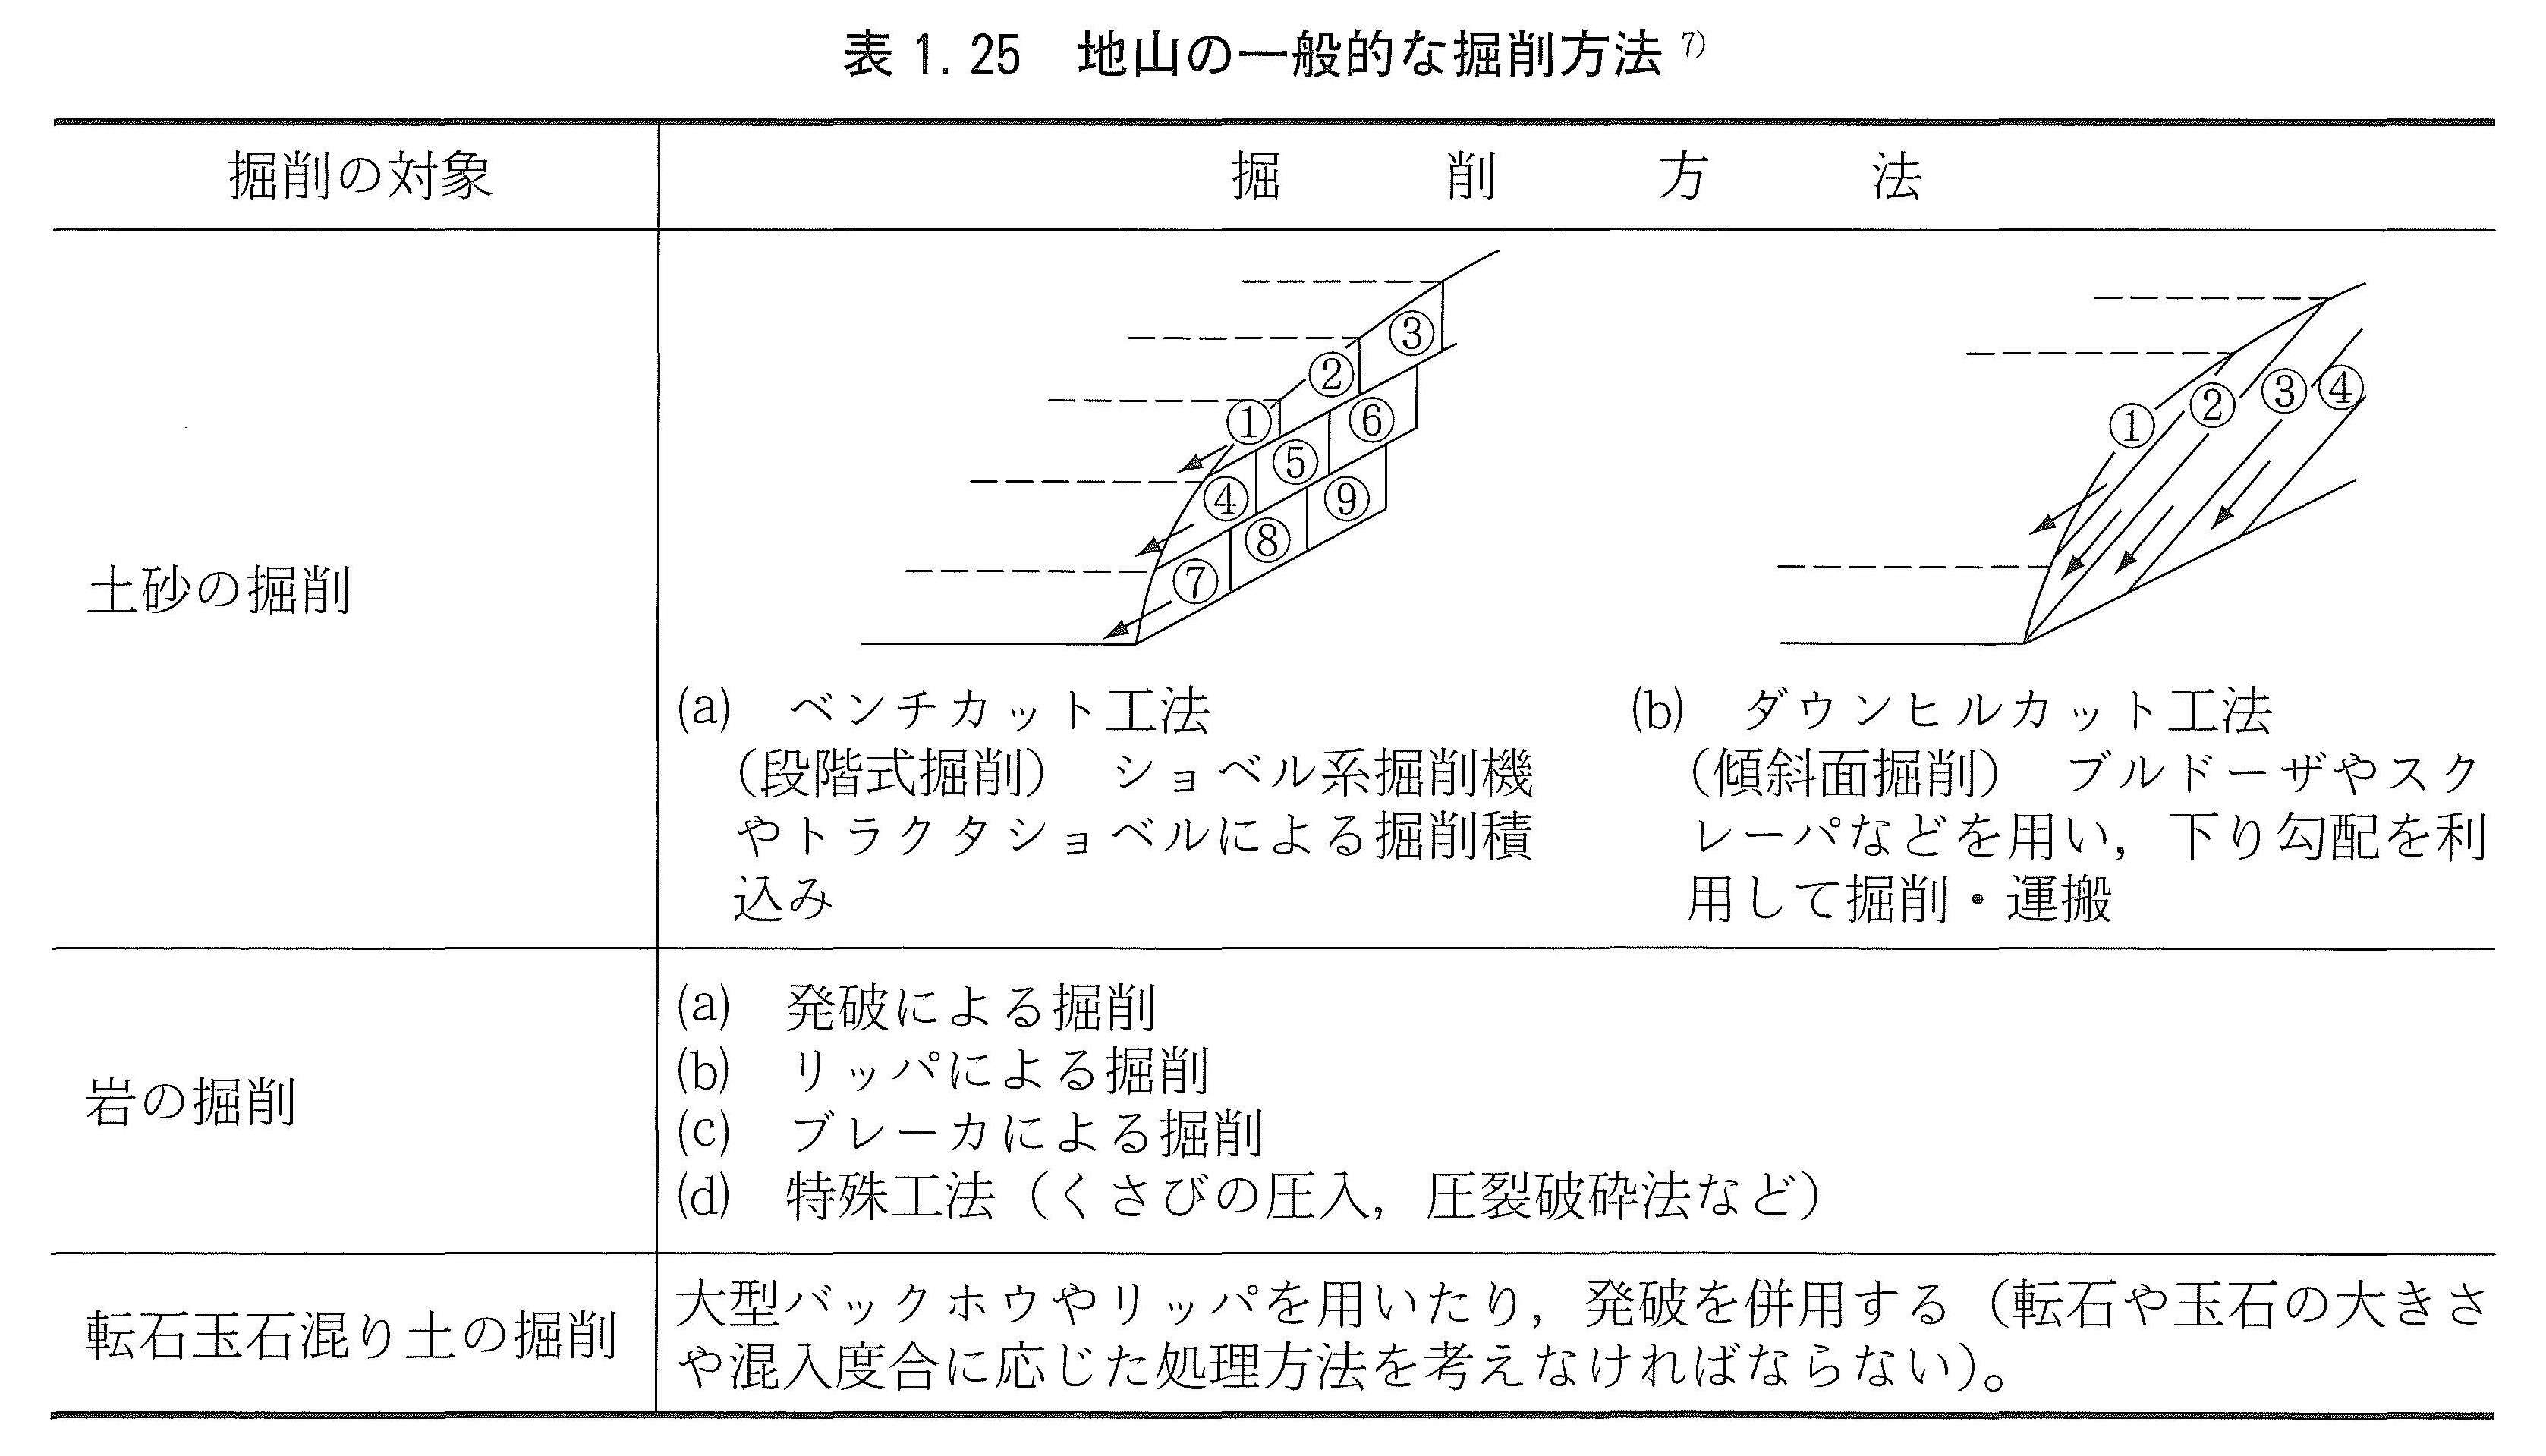 表 1.25 地山の一般的な掘削方法 7)
掘削の対象
掘削方法
土砂の掘削
①
②
③
④
⑤
⑥
⑦
⑧
⑨
(a) ベンチカット工法
(段階式掘削) ショベル系掘削機
やトラクタショベルによる掘削積
込み
①
②
③
④
(b) ダウンヒルカット工法
(傾斜面掘削) ブルドーザやスク
レーパなどを用い，下り勾配を利
用して掘削・運搬
岩の掘削
(a) 発破による掘削
(b) リッパによる掘削
(c) ブレーカによる掘削
(d) 特殊工法（くさびの圧入，圧裂破砕法など）
転石玉石混り土の掘削
大型バックホウやリッパを用いたり，発破を併用する（転石や玉石の大きさ
や混入度合に応じた処理方法を考えなければならない）。